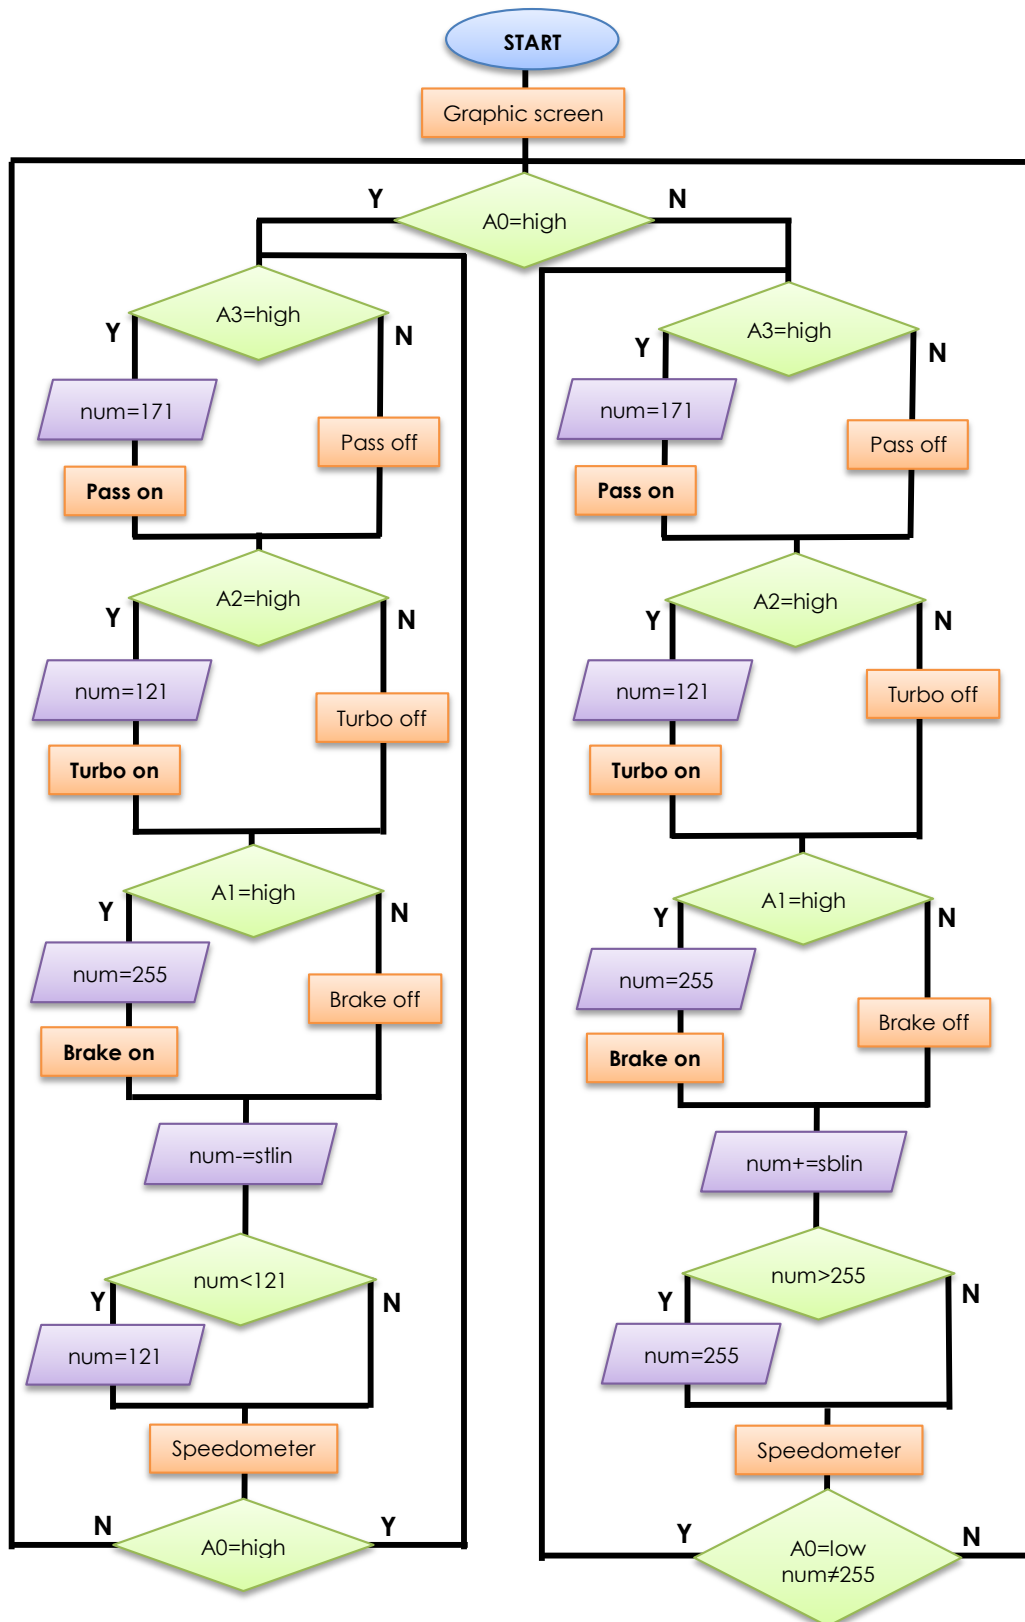 START
Graphic screen
A0=high
Y
N
A3=high
Y
N
num=171
Pass off
Pass on
A2=high
Y
N
num=121
Turbo off
Turbo on
A1=high
Y
N
num=255
Brake off
Brake on
num-=stlin
num<121
Y
N
num=121
Speedometer
A0=high
N
Y
A3=high
Y
N
num=171
Pass off
Pass on
A2=high
Y
N
num=121
Turbo off
Turbo on
A1=high
Y
N
num=255
Brake off
Brake on
num+=sblin
num>255
Y
N
num=255
Speedometer
Y
N
A0=low
num≠255